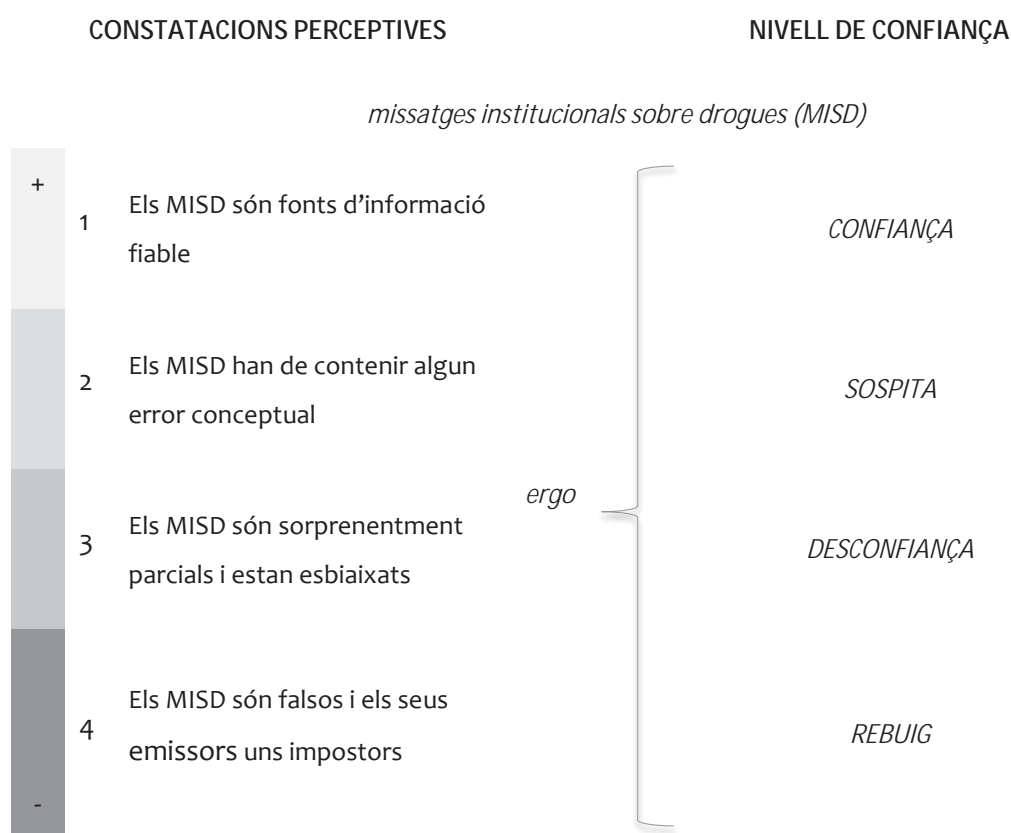 CONSTATACIONS PERCEPTIVES
NIVELL DE CONFIANÇA
missatges institucionals sobre drogues (MISD)
+
1
Els MISD són fonts d’informació
fiable
CONFIANÇA
2
Els MISD han de contenir algun
error conceptual
SOSPITA
ergo
3
Els MISD són sorprenentment
parcials i estan esbiaixats
DESCONFIANÇA
4
Els MISD són falsos i els seus
emissors uns impostors
REBUIG
-